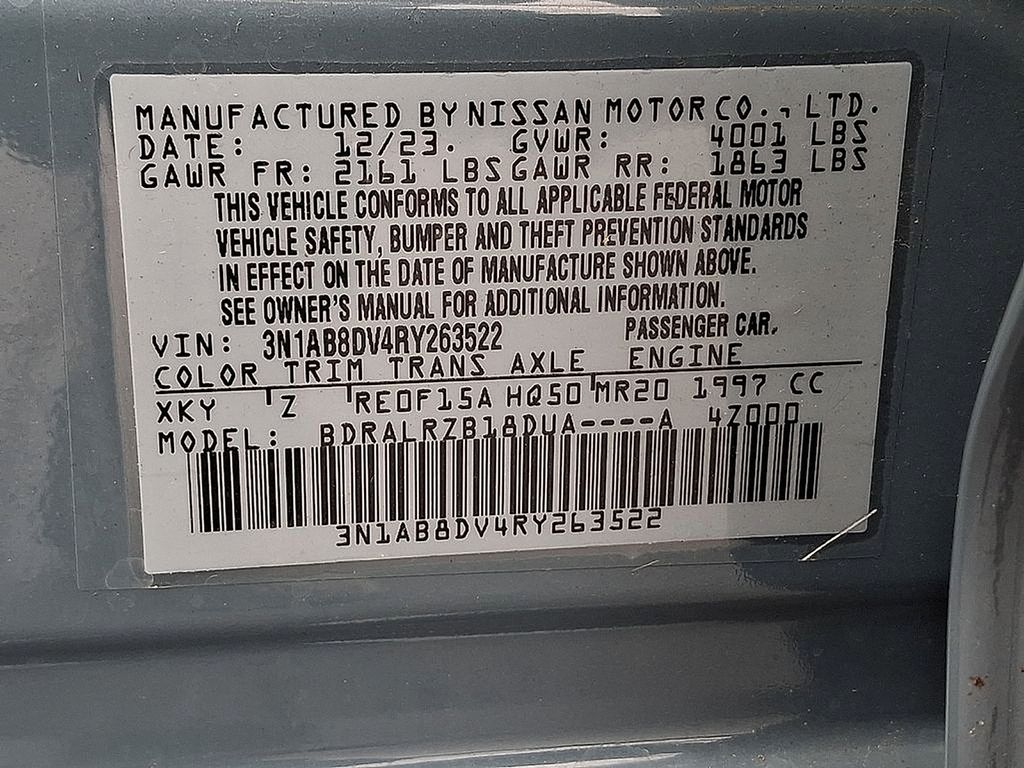 MANUFACTURED BY NISSAN MOTOR CO., LTD.
DATE: 12/23. GVWR: 4001 LBS
GAWR FR: 2161 LBS GAWR RR: 1863 LBS
THIS VEHICLE CONFORMS TO ALL APPLICABLE FEDERAL MOTOR
VEHICLE SAFETY, BUMPER AND THEFT PREVENTION STANDARDS
IN EFFECT ON THE DATE OF MANUFACTURE SHOWN ABOVE.
SEE OWNER'S MANUAL FOR ADDITIONAL INFORMATION.
VIN: 3N1AB8DV4RY263522 PASSENGER CAR.
COLOR TRIM TRANS AXLE ENGINE
XKY Z RE0F15A HQ50 MR20 1997 CC
MODEL: BDRALRZB18DUA----A 4Z000
3N1AB8DV4RY263522